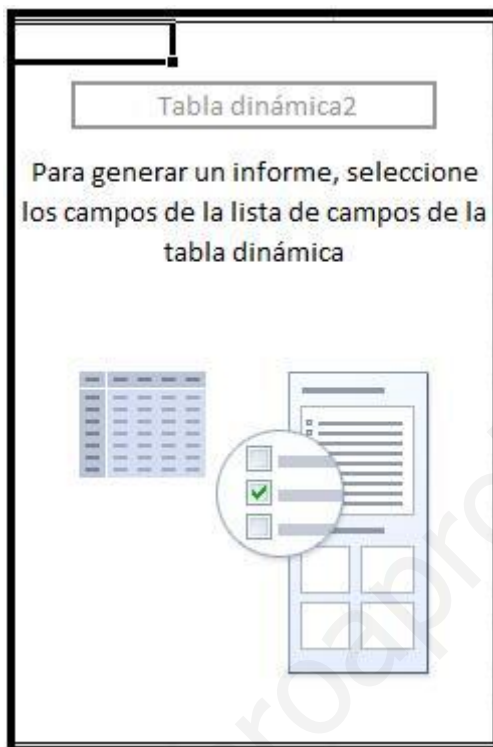 Tabla dinámica2
Para generar un informe, seleccione
los campos de la lista de campos de la
tabla dinámica